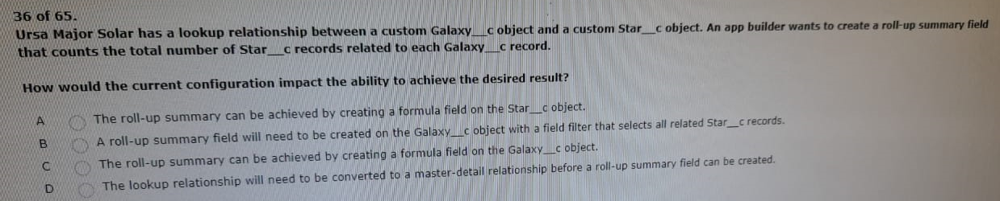 36 of 65.
Ursa Major Solar has a lookup relationship between a custom Galaxy__c object and a custom Star__c object. An app builder wants to create a roll-up summary field
that counts the total number of Star__c records related to each Galaxy__c record.
How would the current configuration impact the ability to achieve the desired result?
A The roll-up summary can be achieved by creating a formula field on the Star__c object.
B A roll-up summary field will need to be created on the Galaxy__c object with a field filter that selects all related Star__c records.
C The roll-up summary can be achieved by creating a formula field on the Galaxy__c object.
D The lookup relationship will need to be converted to a master-detail relationship before a roll-up summary field can be created.